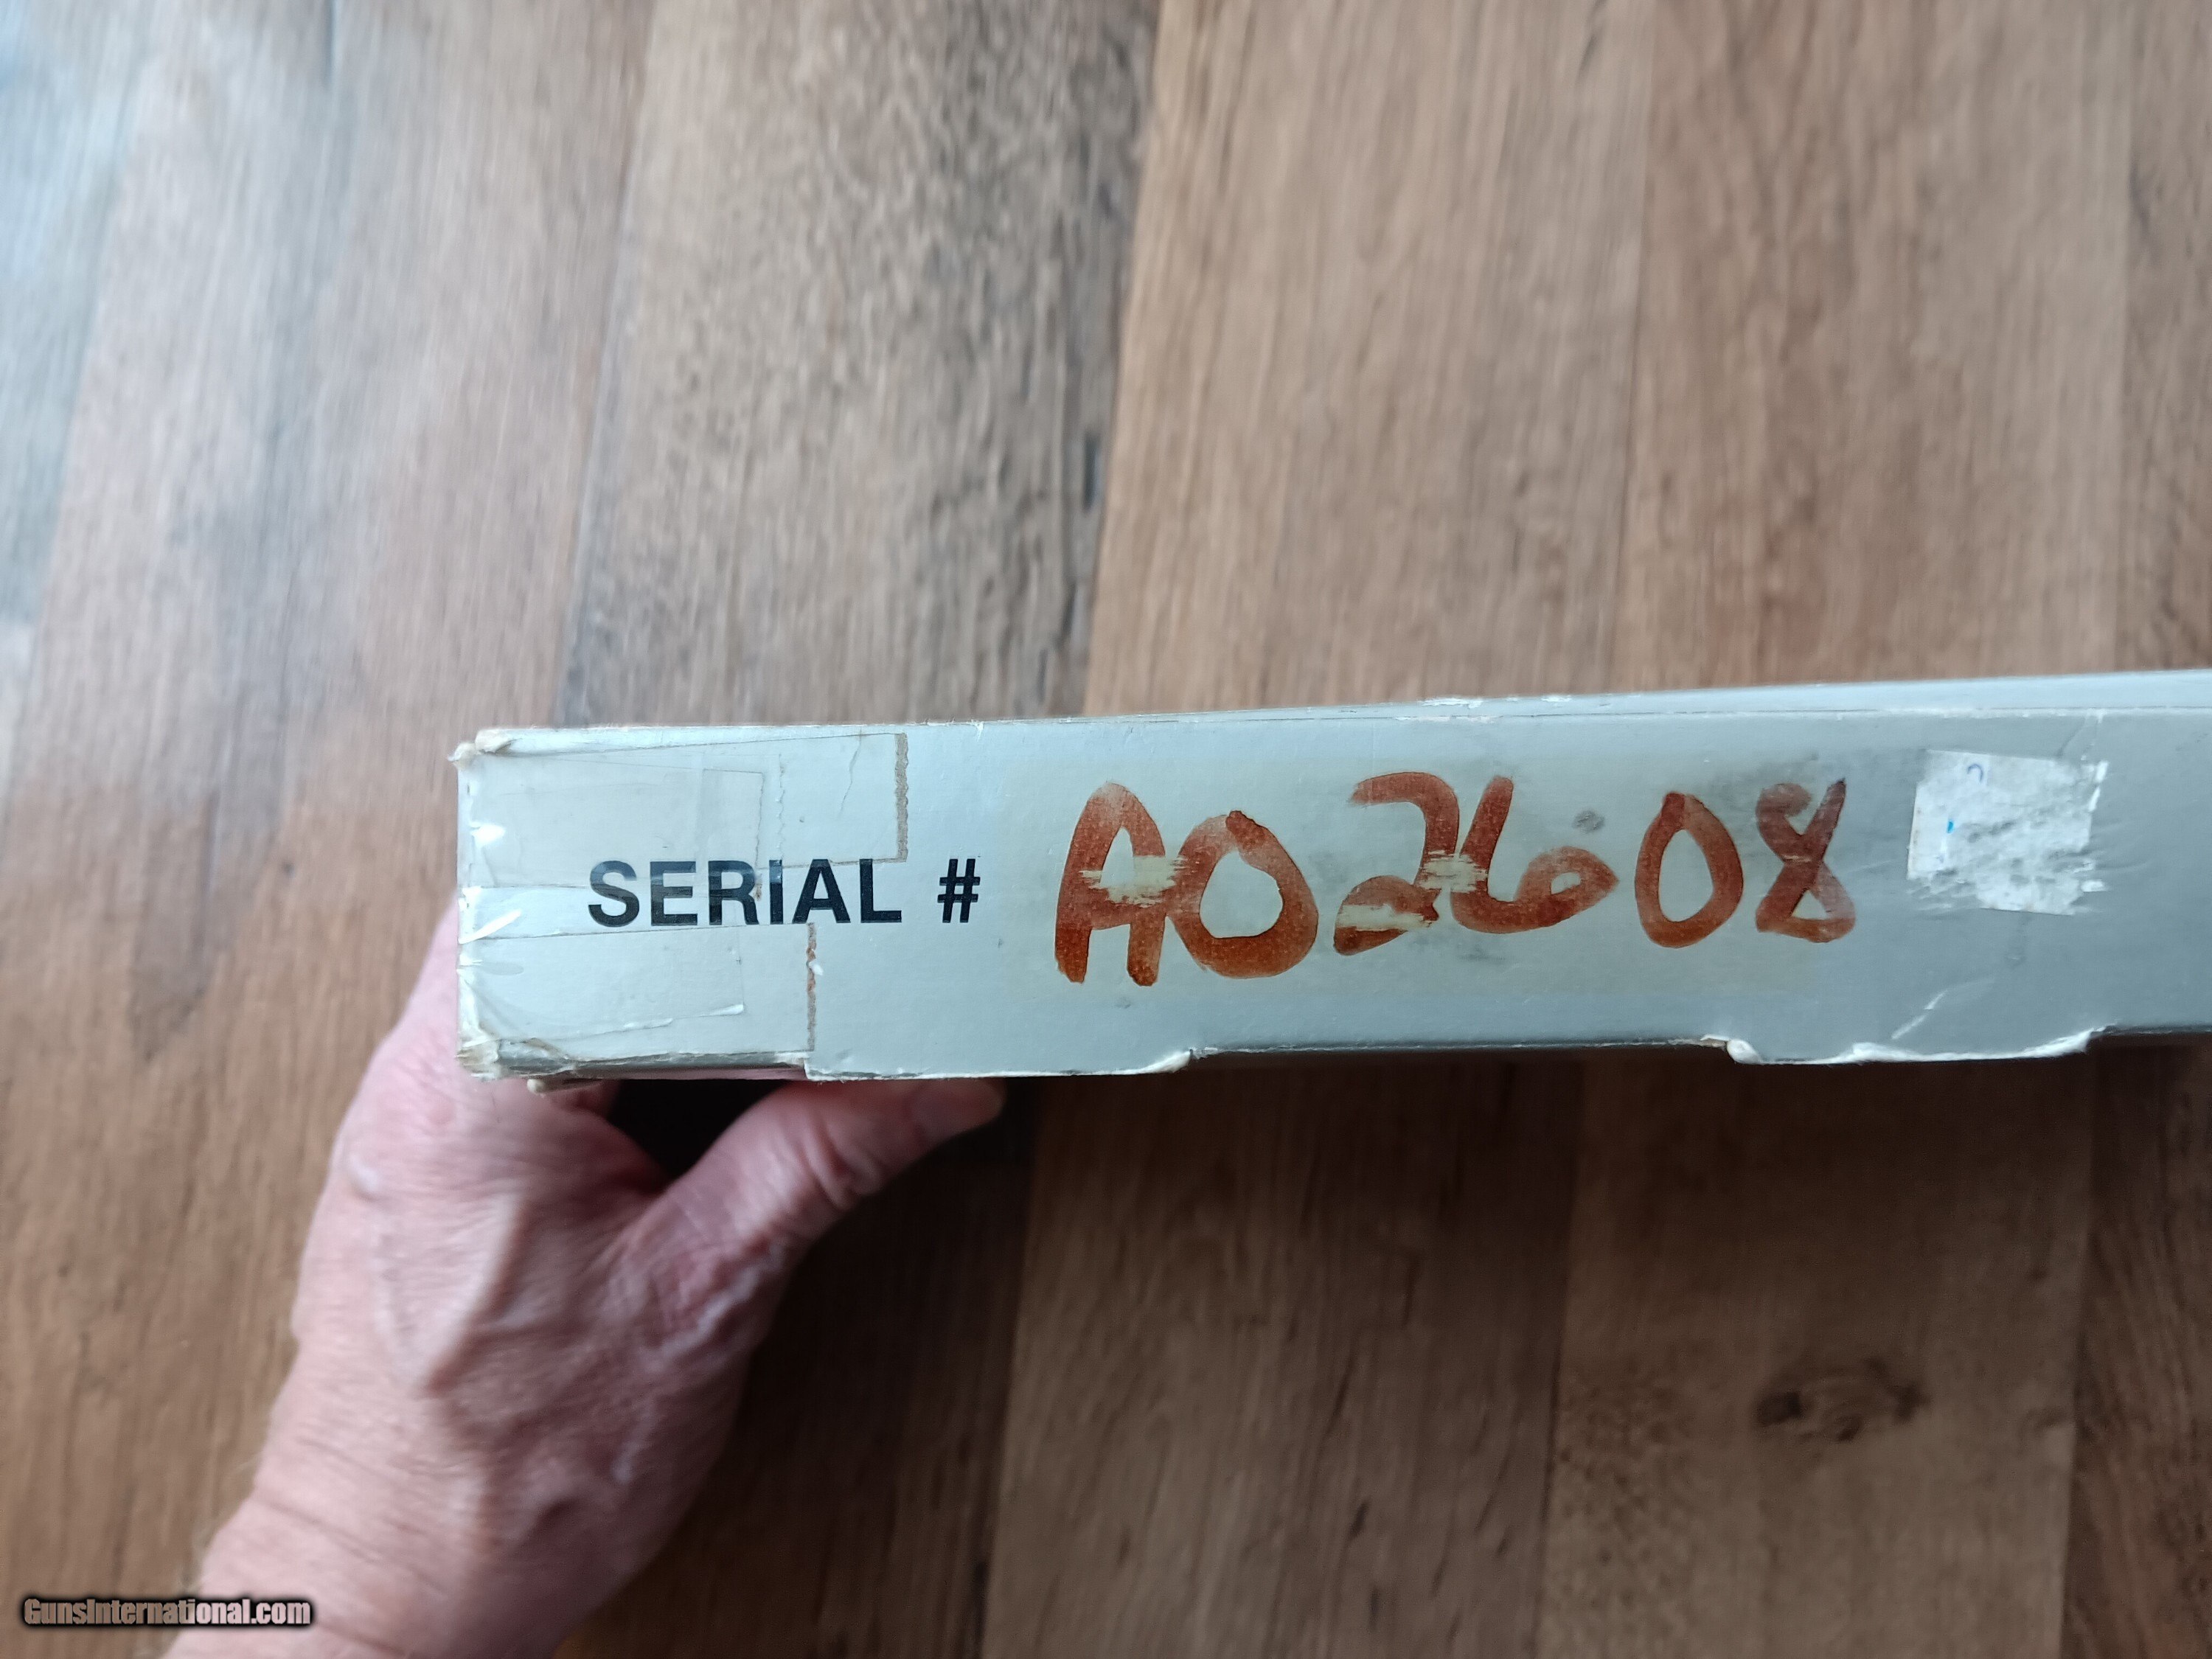 SERIAL # A02608
GunsInternational.com